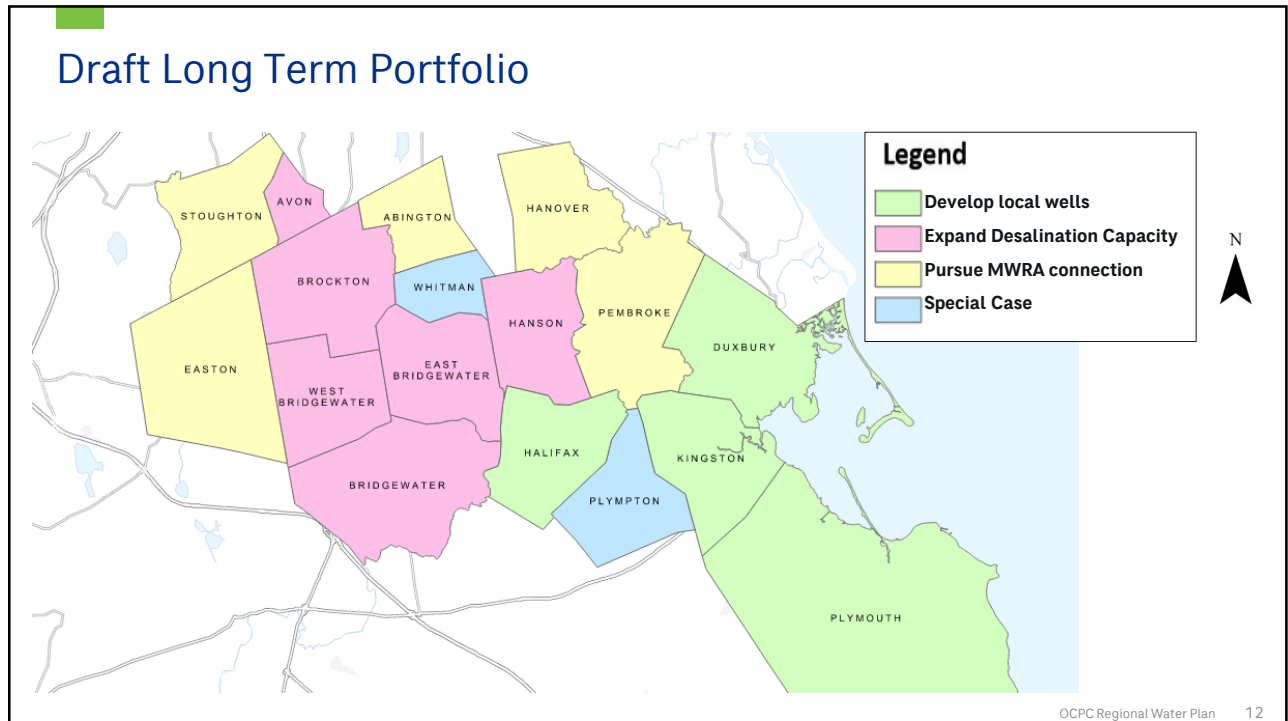 Draft Long Term Portfolio
Legend
Develop local wells
Expand Desalination Capacity
Pursue MWRA connection
Special Case
N
STOUGHTON
AVON
ABINGTON
HANOVER
BROCKTON
WHITMAN
HANSON
PEMBROKE
DUXBURY
EASTON
WEST
BRIDGEWATER
EAST
BRIDGEWATER
HALIFAX
KINGSTON
BRIDGEWATER
PLYMPTON
PLYMOUTH
OCPC Regional Water Plan 12